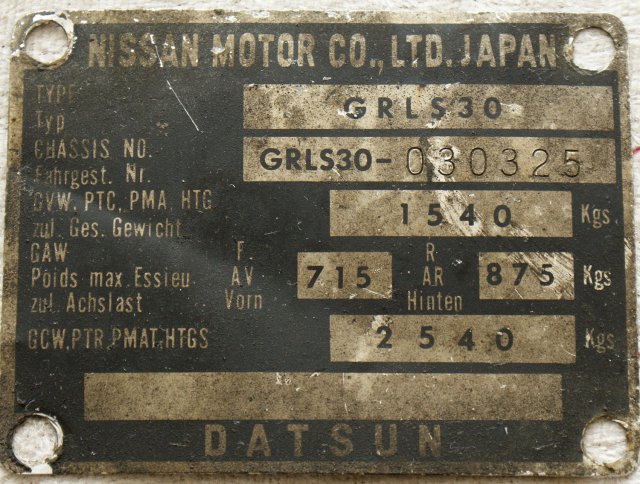 NISSAN MOTOR CO., LTD. JAPAN
TYPE
Typ
GRLS30
CHASSIS NO.
Fahrgest. Nr.
GRLS30-030325
GVW, PTC, PMA, HTG
zul. Ges. Gewicht
1540 Kgs
GAW F R
Poids max. Essieu AV 715 AR 875 Kgs
zul. Achslast Vorn Hinten
GCW, PTR, PMAT, HTGS 2540 Kgs
DATSUN